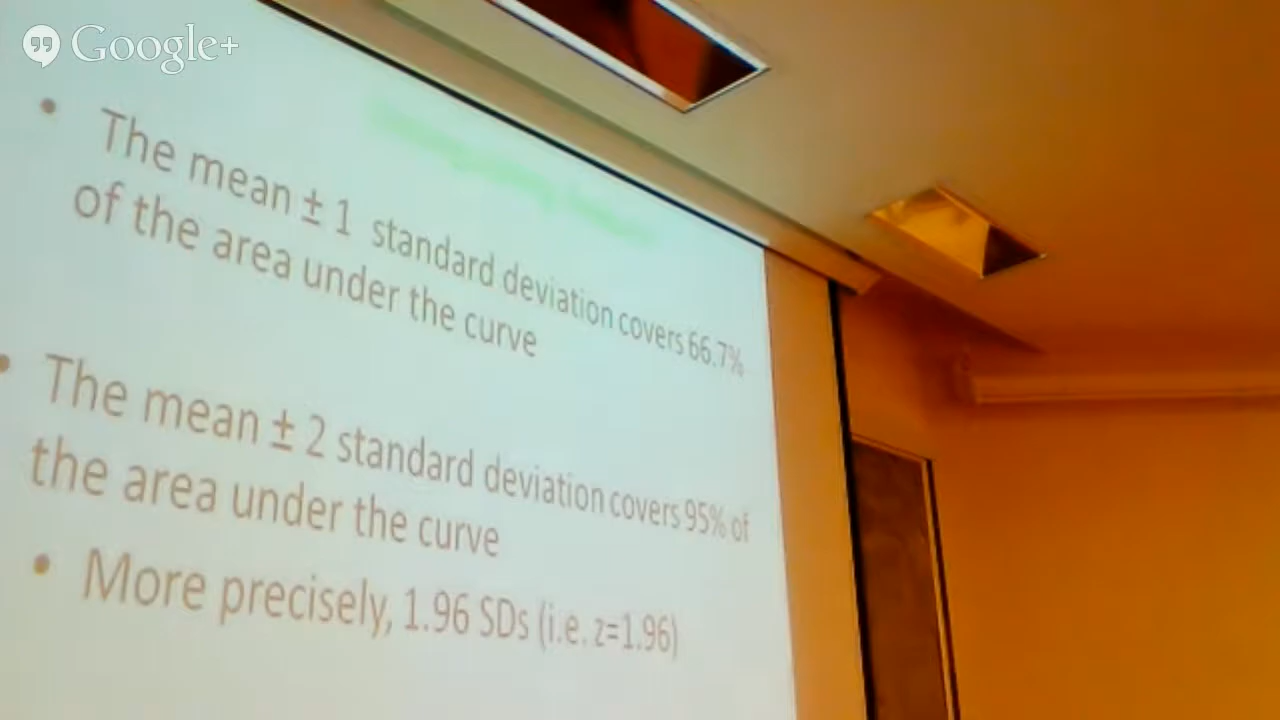 Google+
• The mean ± 1 standard deviation covers 66.7%
of the area under the curve
• The mean ± 2 standard deviation covers 95% of
the area under the curve
• More precisely, 1.96 SDs (i.e. z=1.96)